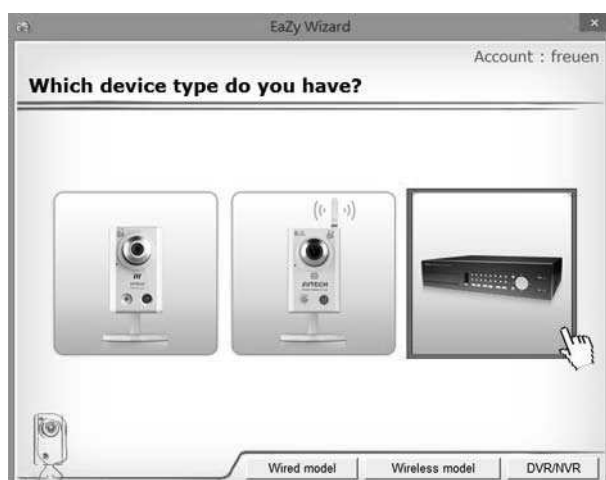 EaZy Wizard
Account : freuen
Which device type do you have?
AVTECH
Wired model
Wireless model
DVR/NVR